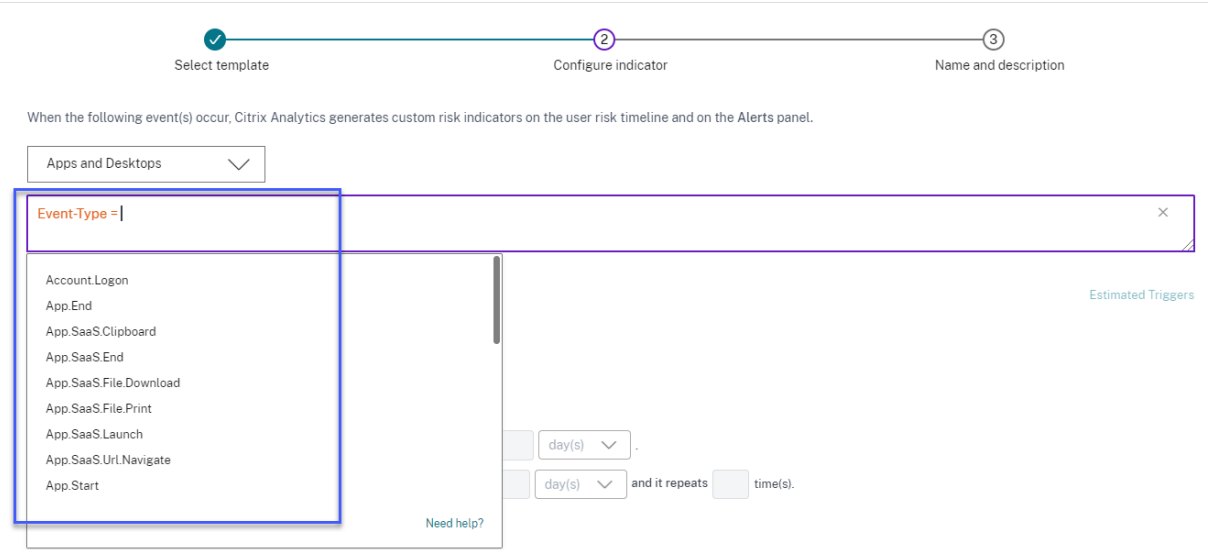 2 3
Select template Configure indicator Name and description
When the following event(s) occur, Citrix Analytics generates custom risk indicators on the user risk timeline and on the Alerts panel.
Apps and Desktops
Event-Type =
Account.Logon
Estimated Triggers
App.End
App.SaaS.Clipboard
App.SaaS.End
App.SaaS.File.Download
App.SaaS.File.Print
App.SaaS.Launch
day(s) .
App.SaaS.Url.Navigate
App.Start
day(s) and it repeats time(s).
Need help?